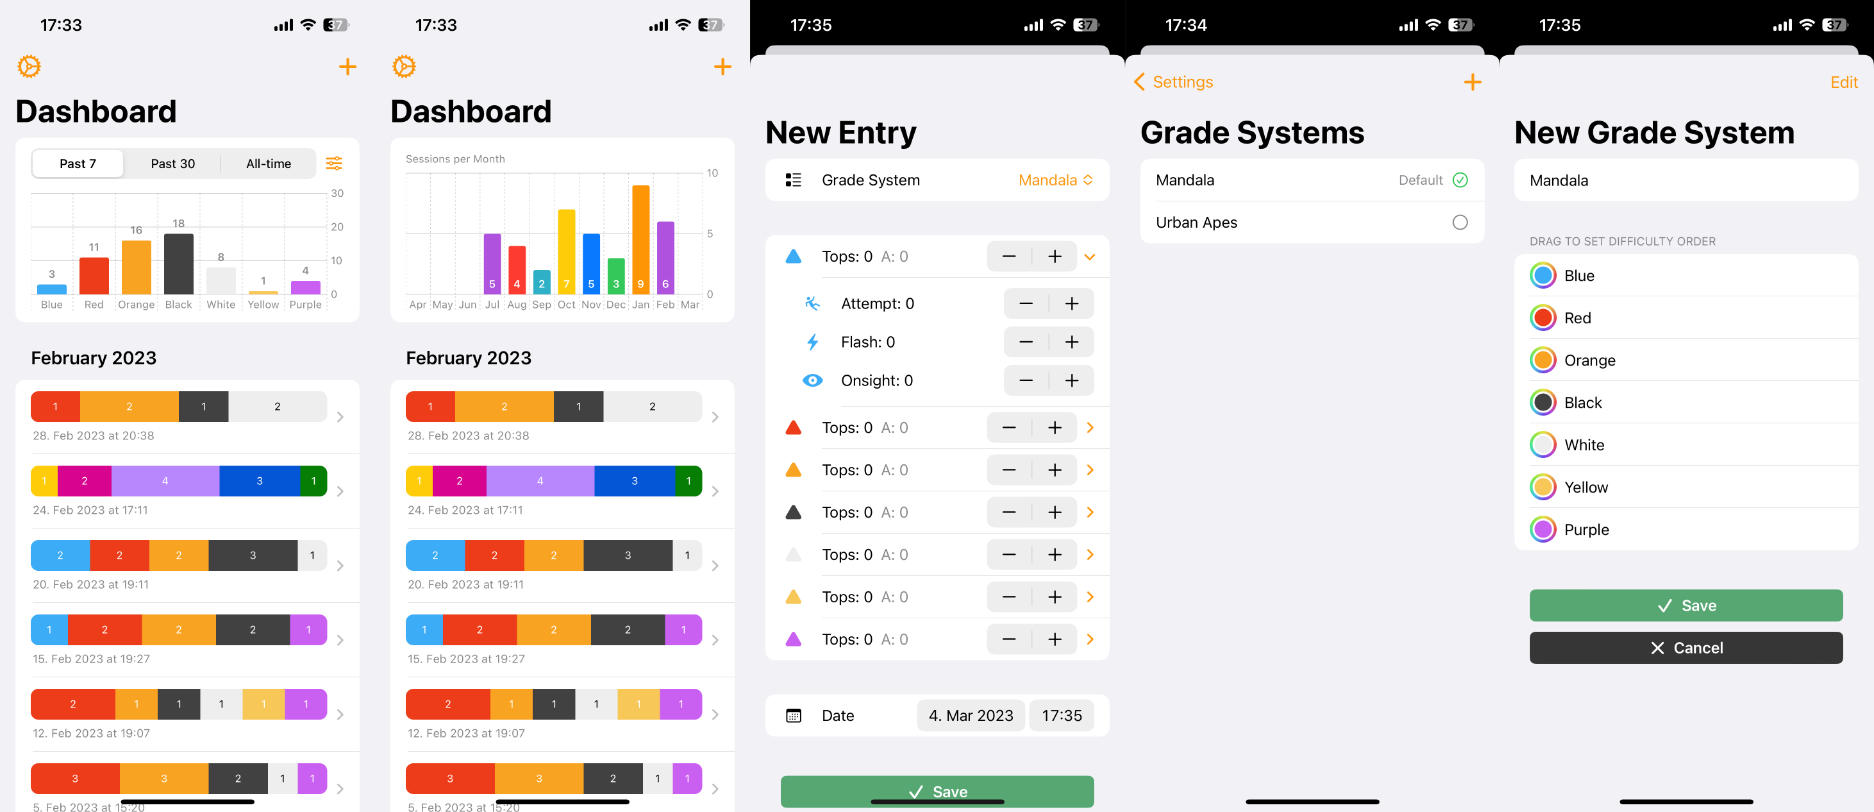 17:33
37
Dashboard
Past 7
Past 30
All-time
30
20
10
0
3
11
16
18
8
1
4
Blue
Red
Orange
Black
White
Yellow
Purple
February 2023
1 2 1 2
28. Feb 2023 at 20:38
1 2 4 3 1
24. Feb 2023 at 17:11
2 2 2 3 1
20. Feb 2023 at 19:11
1 2 2 2 1
15. Feb 2023 at 19:27
2 1 1 1 1 1
12. Feb 2023 at 19:07
3 3 2 1 1
5. Feb 2023 at 15:20
17:33
37
Dashboard
Sessions per Month
10
5
0
5 4 2 7 5 3 9 6
Apr May Jun Jul Aug Sep Oct Nov Dec Jan Feb Mar
February 2023
1 2 1 2
28. Feb 2023 at 20:38
1 2 4 3 1
24. Feb 2023 at 17:11
2 2 2 3 1
20. Feb 2023 at 19:11
1 2 2 2 1
15. Feb 2023 at 19:27
2 1 1 1 1 1
12. Feb 2023 at 19:07
3 3 2 1 1
5. Feb 2023 at 15:20
17:35
37
New Entry
Grade System Mandala
Tops: 0 A: 0
Attempt: 0
Flash: 0
Onsight: 0
Tops: 0 A: 0
Tops: 0 A: 0
Tops: 0 A: 0
Tops: 0 A: 0
Tops: 0 A: 0
Tops: 0 A: 0
Date 4. Mar 2023 17:35
Save
17:34
37
Settings
Grade Systems
Mandala Default
Urban Apes
17:35
37
Edit
New Grade System
Mandala
DRAG TO SET DIFFICULTY ORDER
Blue
Red
Orange
Black
White
Yellow
Purple
Save
Cancel